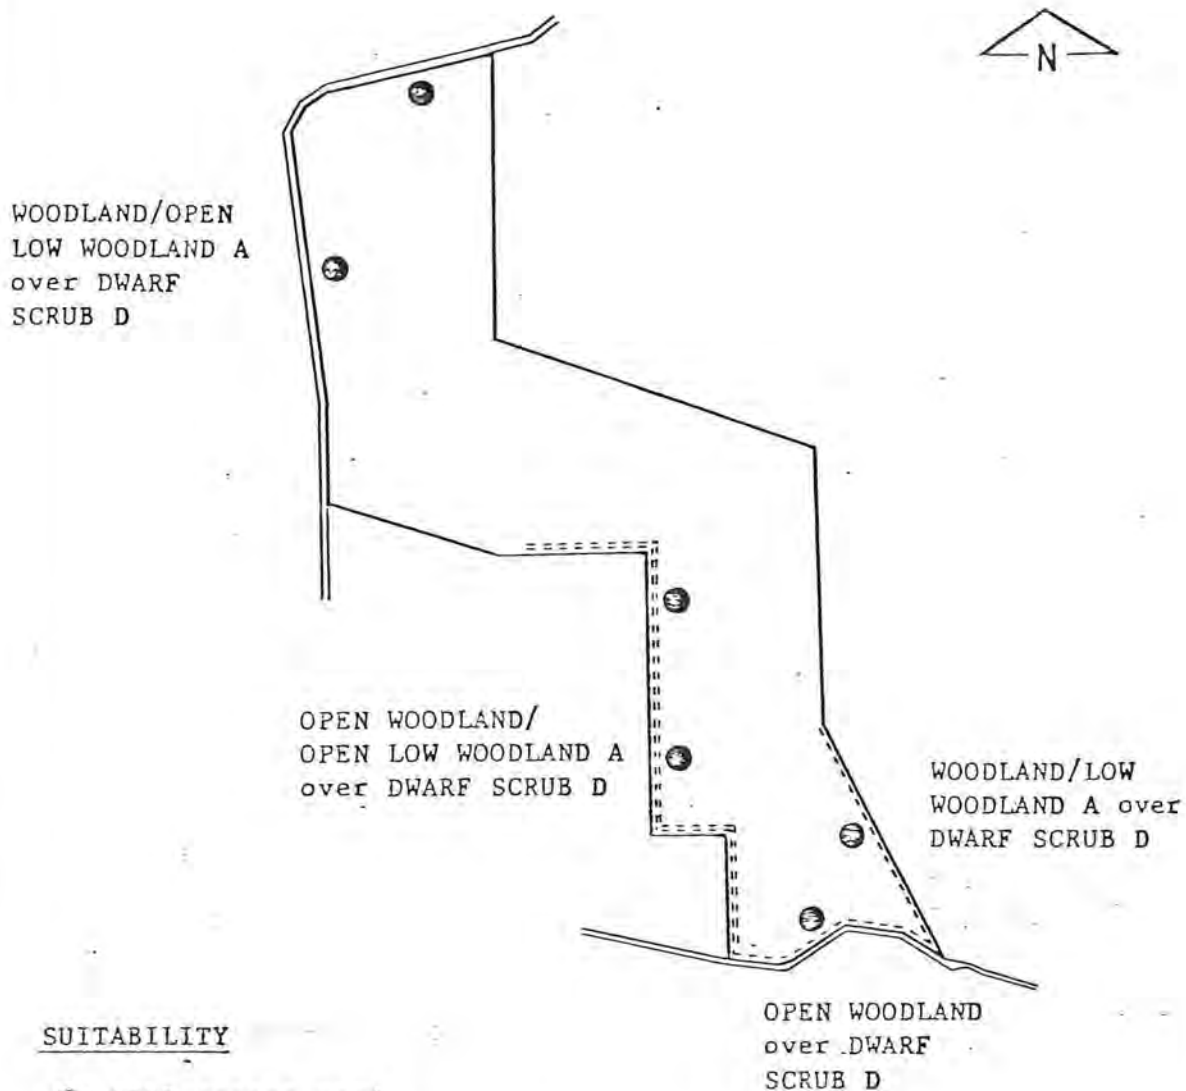 N
WOODLAND/OPEN
LOW WOODLAND A
over DWARF
SCRUB D
OPEN WOODLAND/
OPEN LOW WOODLAND A
over DWARF SCRUB D
WOODLAND/LOW
WOODLAND A over
DWARF SCRUB D
OPEN WOODLAND
over DWARF
SCRUB D
SUITABILITY